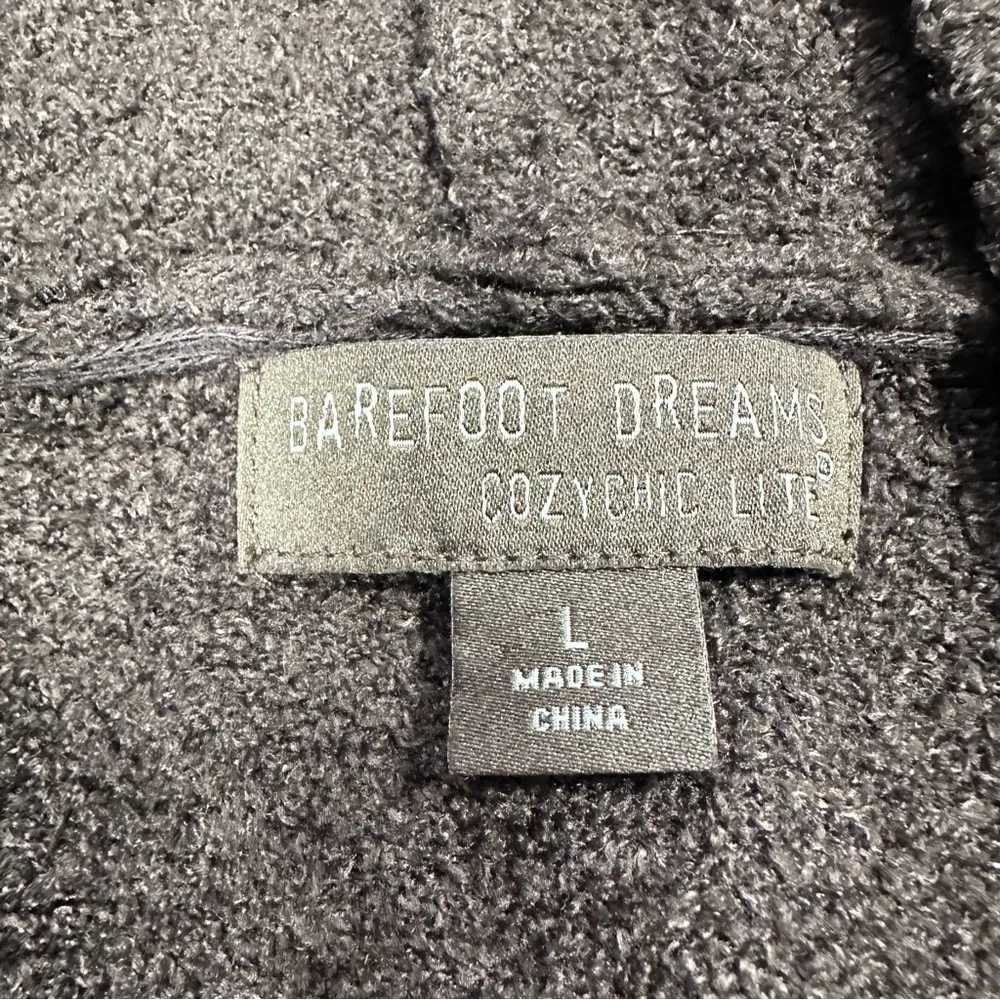 BAREFOOT DREAMS®
COZYCHIC LITE
L
MADE IN
CHINA